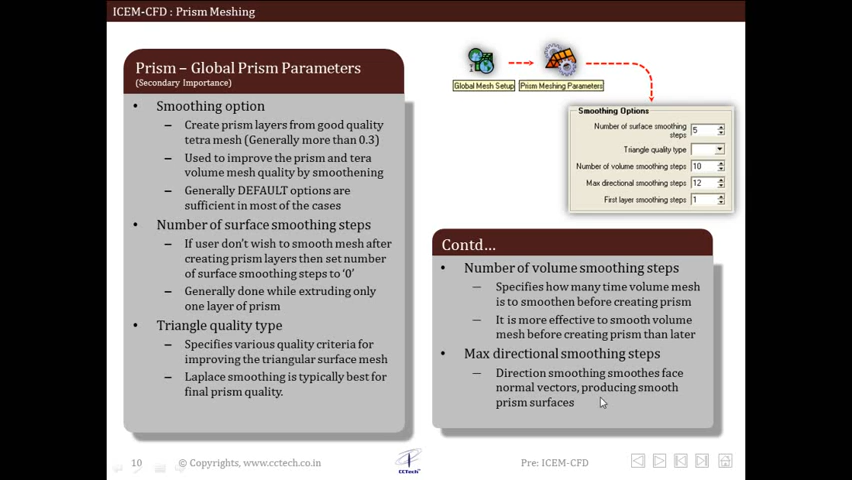 ICEM-CFD : Prism Meshing
Prism – Global Prism Parameters
(Secondary Importance)
• Smoothing option
– Create prism layers from good quality
tetra mesh (Generally more than 0.3)
– Used to improve the prism and tera
volume mesh quality by smoothening
– Generally DEFAULT options are
sufficient in most of the cases
• Number of surface smoothing steps
– If user don't wish to smooth mesh after
creating prism layers then set number
of surface smoothing steps to '0'
– Generally done while extruding only
one layer of prism
• Triangle quality type
– Specifies various quality criteria for
improving the triangular surface mesh
– Laplace smoothing is typically best for
final prism quality.
Global Mesh Setup
Prism Meshing Parameters
Smoothing Options
Number of surface smoothing
steps 5
Triangle quality type
Number of volume smoothing steps 10
Max directional smoothing steps 12
First layer smoothing steps 1
Contd...
• Number of volume smoothing steps
– Specifies how many time volume mesh
is to smoothen before creating prism
– It is more effective to smooth volume
mesh before creating prism than later
• Max directional smoothing steps
– Direction smoothing smoothes face
normal vectors, producing smooth
prism surfaces
10
© Copyrights, www.cctech.co.in
CCTech
Pre: ICEM-CFD